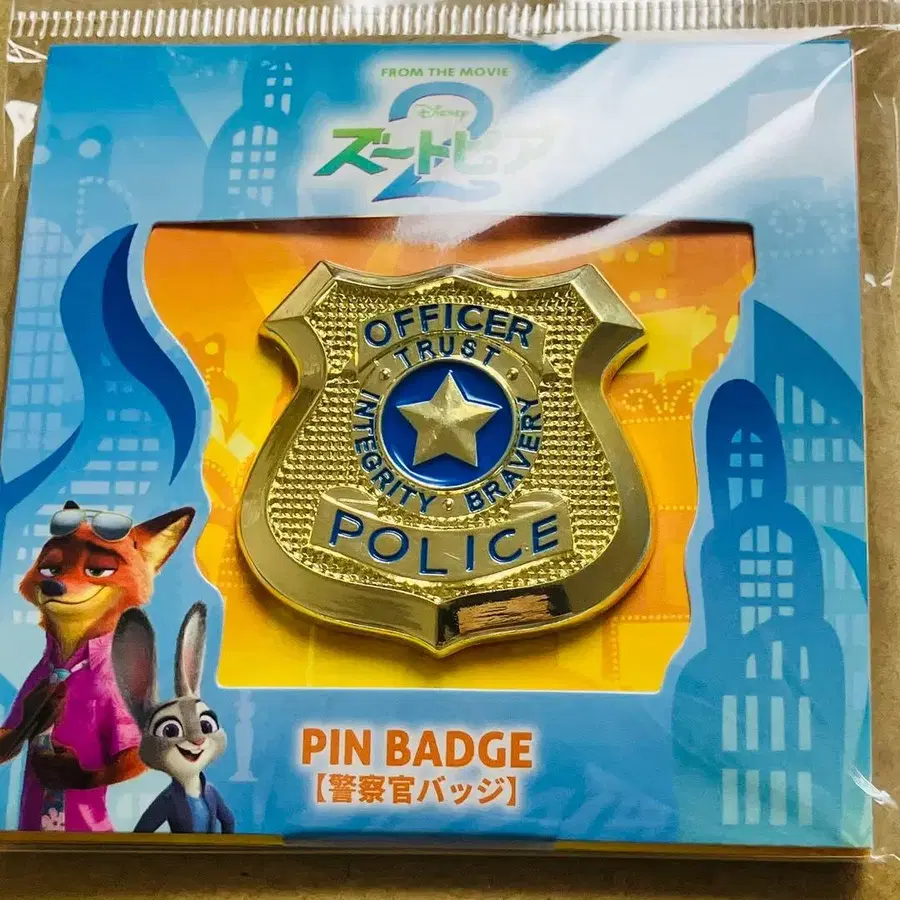 FROM THE MOVIE
Disney
ズートピア
2
OFFICER
TRUST
INTEGRITY · BRAVERY
POLICE
PIN BADGE
【警察官バッジ】